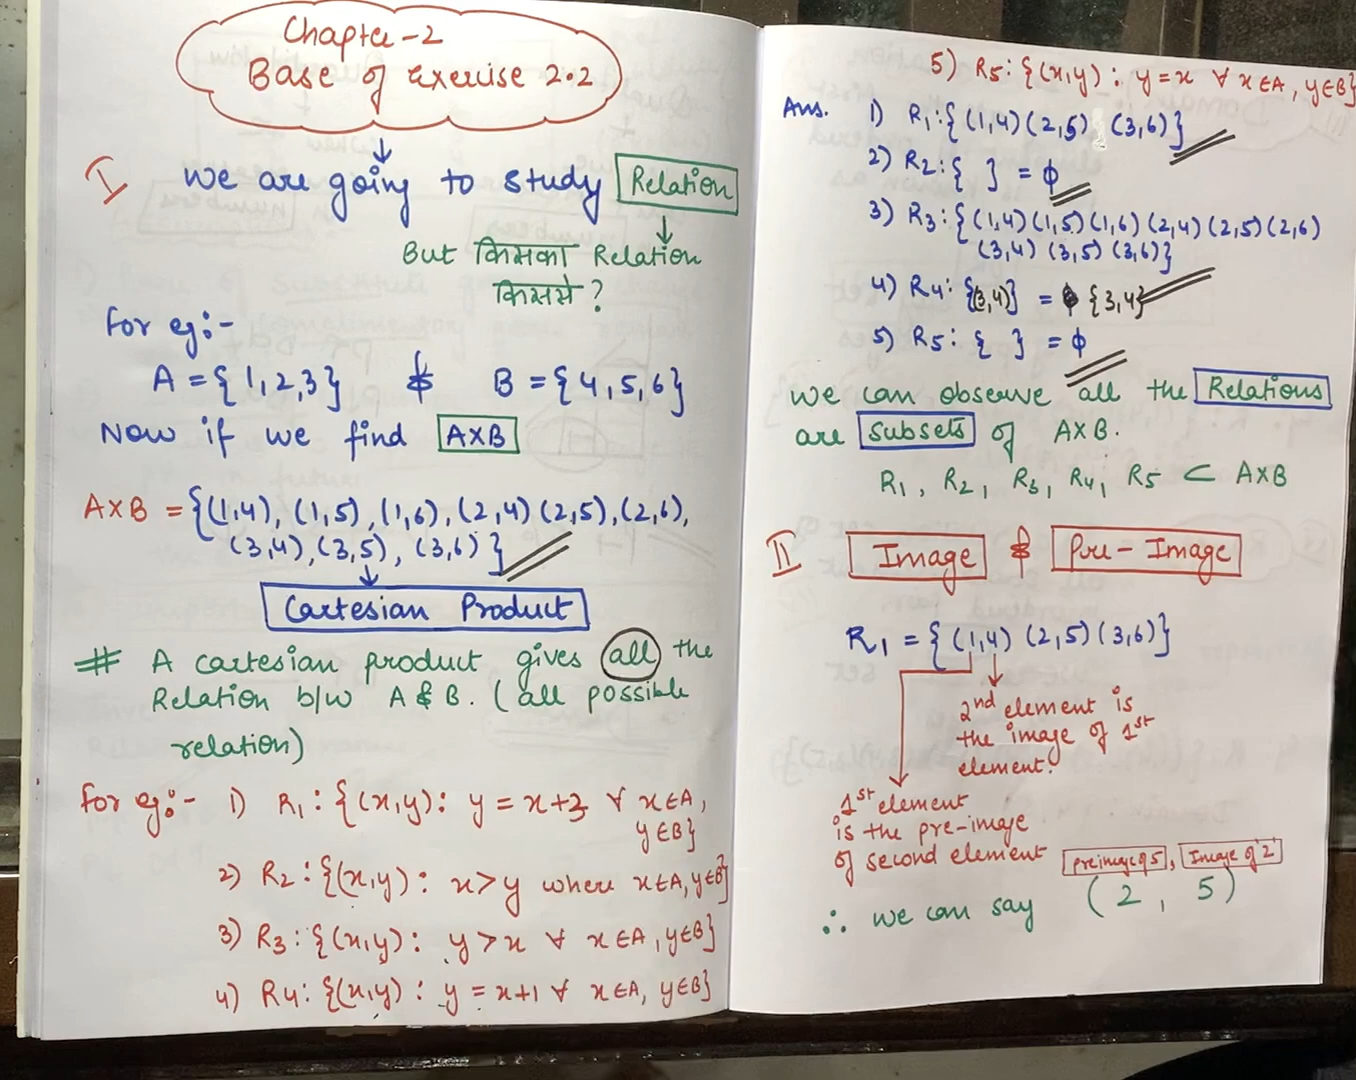 Chapter-2
Base of exercise 2.2
I we are going to study Relation
But किसका Relation
किससे ?
for eg:-
A = {1,2,3} & B = {4,5,6}
Now if we find A×B
A×B = {(1,4), (1,5), (1,6), (2,4) (2,5), (2,6),
(3,4), (3,5), (3,6)}
Cartesian Product
# A cartesian product gives all the
Relation b/w A & B. (all possible
relation)
for eg:- 1) R1 : {(x,y): y = x+3 ∀ x∈A,
y∈B}
2) R2 : {(x,y): x>y where x∈A, y∈B}
3) R3 : {(x,y): y>x ∀ x∈A, y∈B}
4) R4 : {(x,y): y = x+1 ∀ x∈A, y∈B}
5) R5 : {(x,y): y = x ∀ x∈A, y∈B}
Ans. 1) R1 : { (1,4) (2,5) (3,6)}
2) R2 : { } = ϕ
3) R3 : {(1,4) (1,5) (1,6) (2,4) (2,5) (2,6)
(3,4) (3,5) (3,6)}
4) R4 : {(3,4)} = {3,4}
5) R5 : { } = ϕ
we can observe all the Relations
are Subsets of A×B.
R1, R2, R3, R4, R5 ⊂ A×B
II Image & Pre-Image
R1 = { (1,4) (2,5) (3,6)}
2nd element is
the image of 1st
element.
1st element
is the pre-image
of second element
preimage of 5, Image of 2
∴ we can say (2, 5)